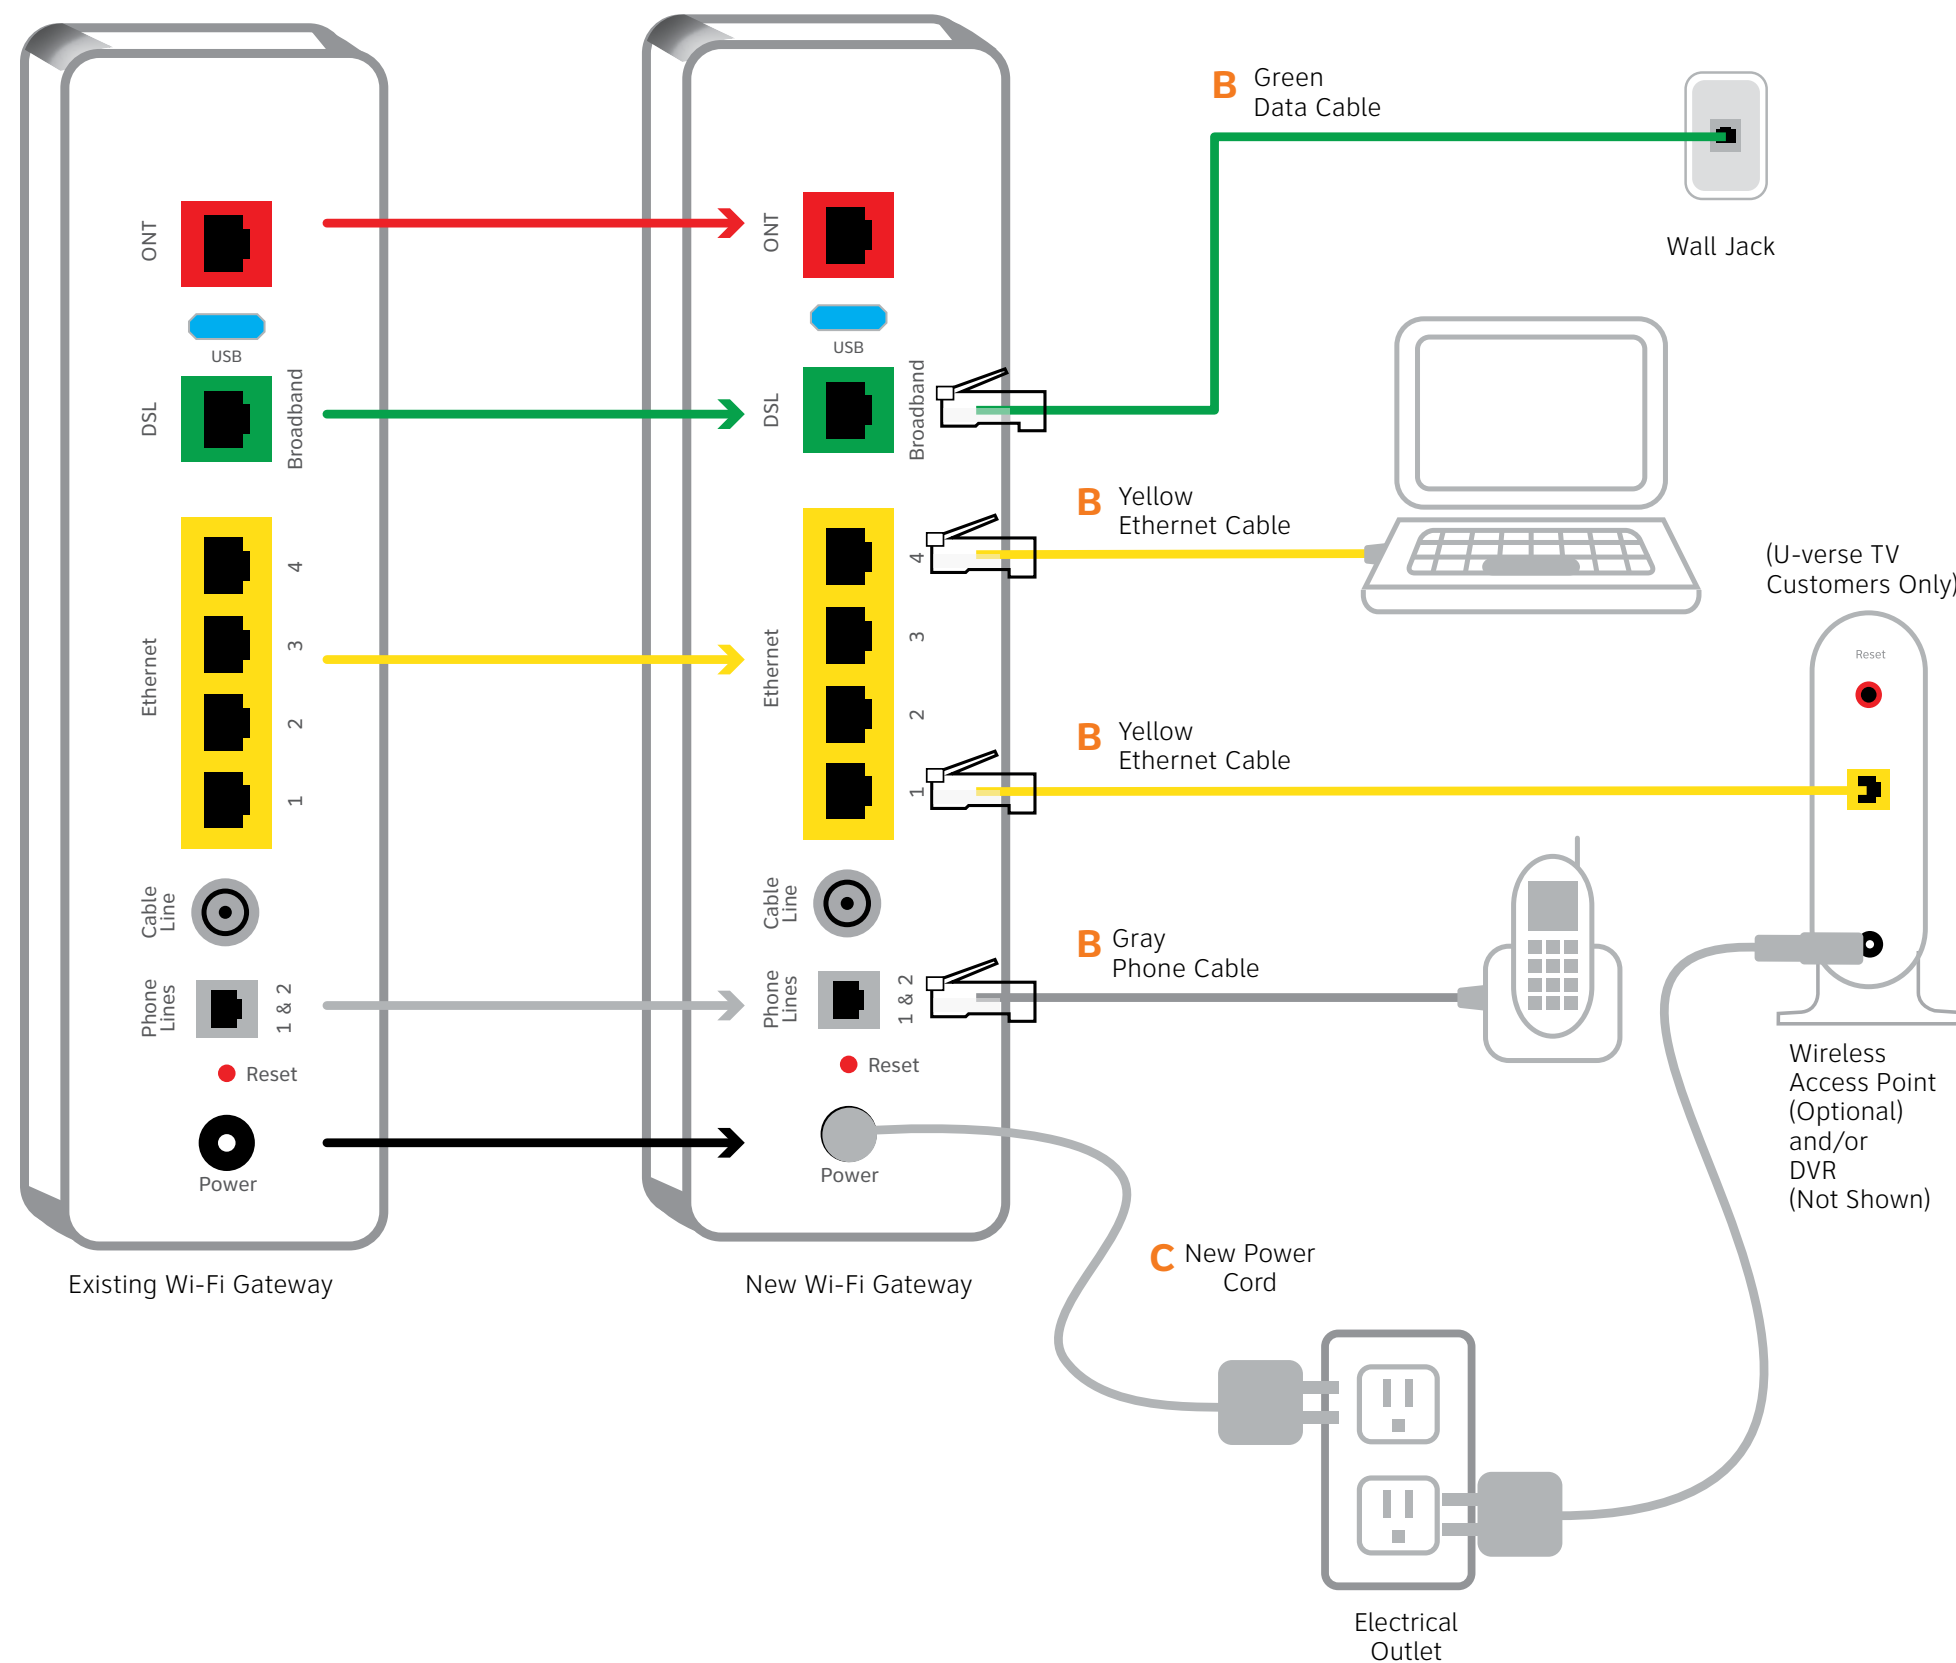 ONT
USB
DSL
Broadband
Ethernet
4
3
2
1
Cable
Line
Phone
Lines
1 & 2
Reset
Power
Existing Wi-Fi Gateway
ONT
USB
DSL
Broadband
Ethernet
4
3
2
1
Cable
Line
Phone
Lines
1 & 2
Reset
Power
New Wi-Fi Gateway
B Green
Data Cable
Wall Jack
B Yellow
Ethernet Cable
(U-verse TV
Customers Only)
Reset
B Yellow
Ethernet Cable
B Gray
Phone Cable
Wireless
Access Point
(Optional)
and/or
DVR
(Not Shown)
C New Power
Cord
Electrical
Outlet